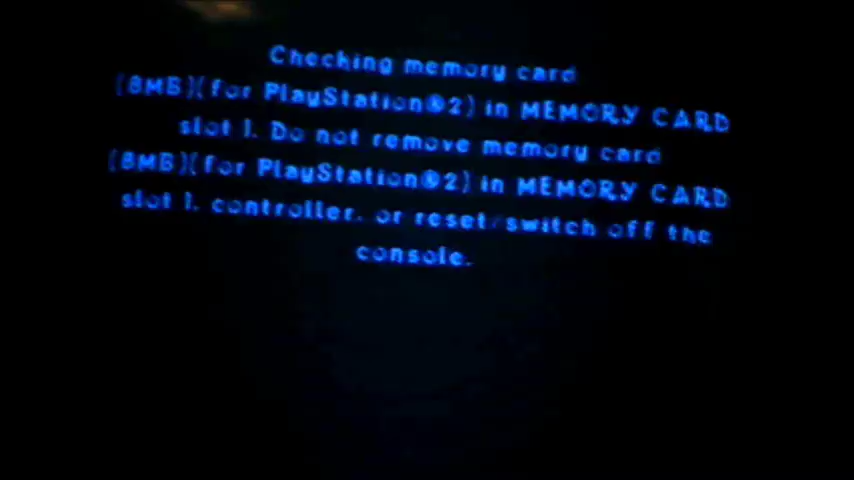 Checking memory card
(8MB)(for PlayStation®2) in MEMORY CARD
slot 1. Do not remove memory card
(8MB)(for PlayStation®2) in MEMORY CARD
slot 1, controller, or reset/switch off the
console.